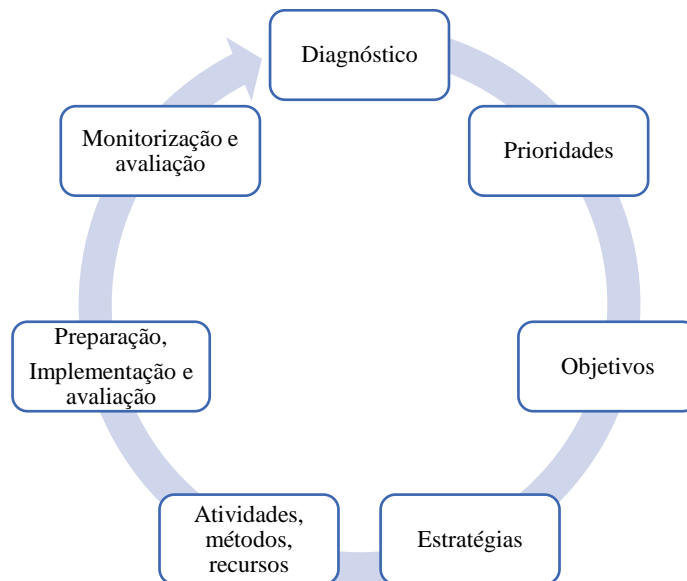 Diagnóstico
Prioridades
Objetivos
Estratégias
Atividades,
métodos,
recursos
Preparação,
Implementação e
avaliação
Monitorização e
avaliação